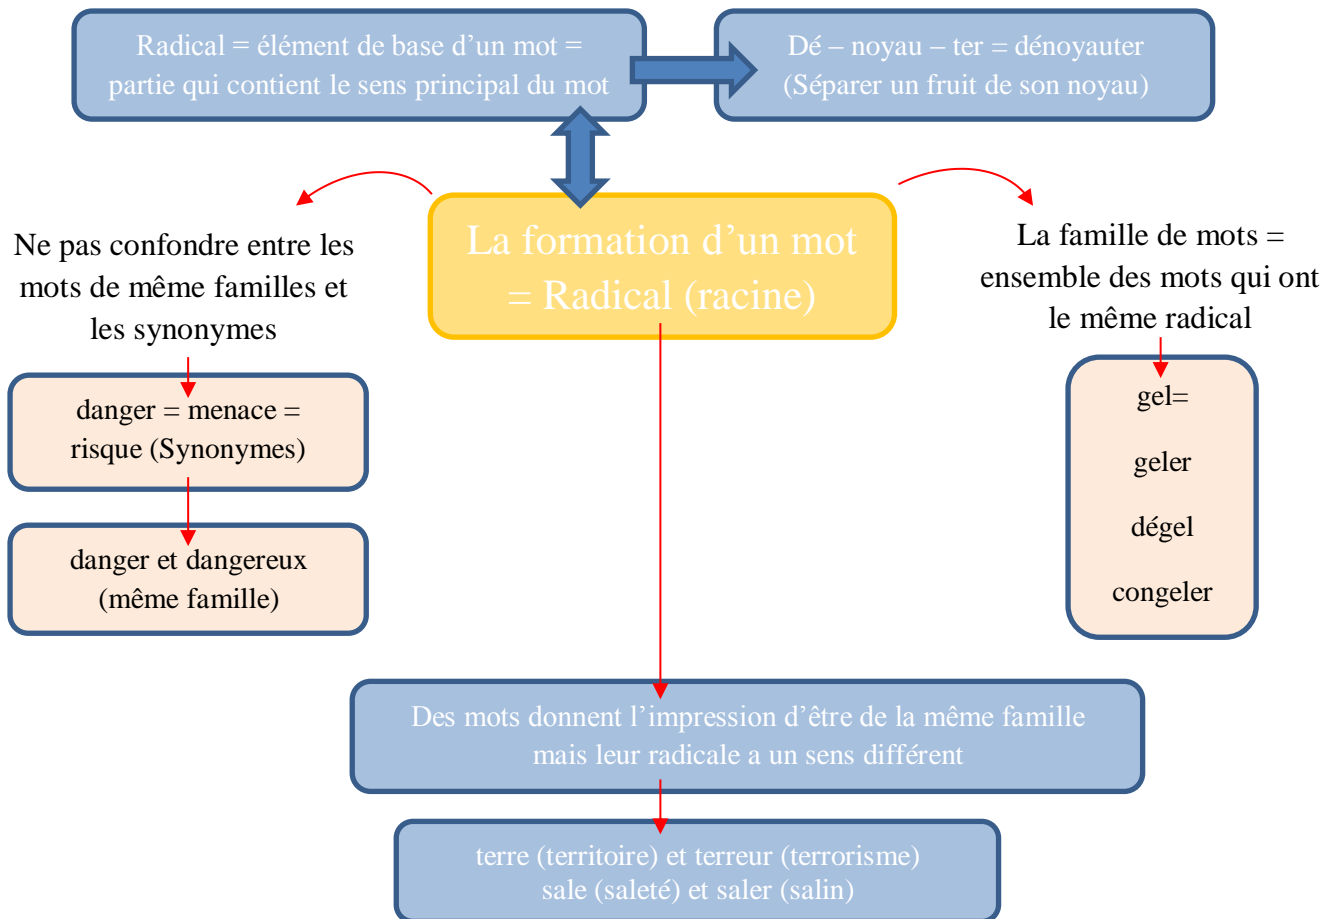 Radical = élément de base d’un mot =
partie qui contient le sens principal du mot
Dé – noyau – ter = dénoyauter
(Séparer un fruit de son noyau)
La formation d’un mot
= Radical (racine)
Ne pas confondre entre les
mots de même familles et
les synonymes
danger = menace =
risque (Synonymes)
danger et dangereux
(même famille)
La famille de mots =
ensemble des mots qui ont
le même radical
gel=
geler
dégel
congeler
Des mots donnent l’impression d’être de la même famille
mais leur radicale a un sens différent
terre (territoire) et terreur (terrorisme)
sale (saleté) et saler (salin)